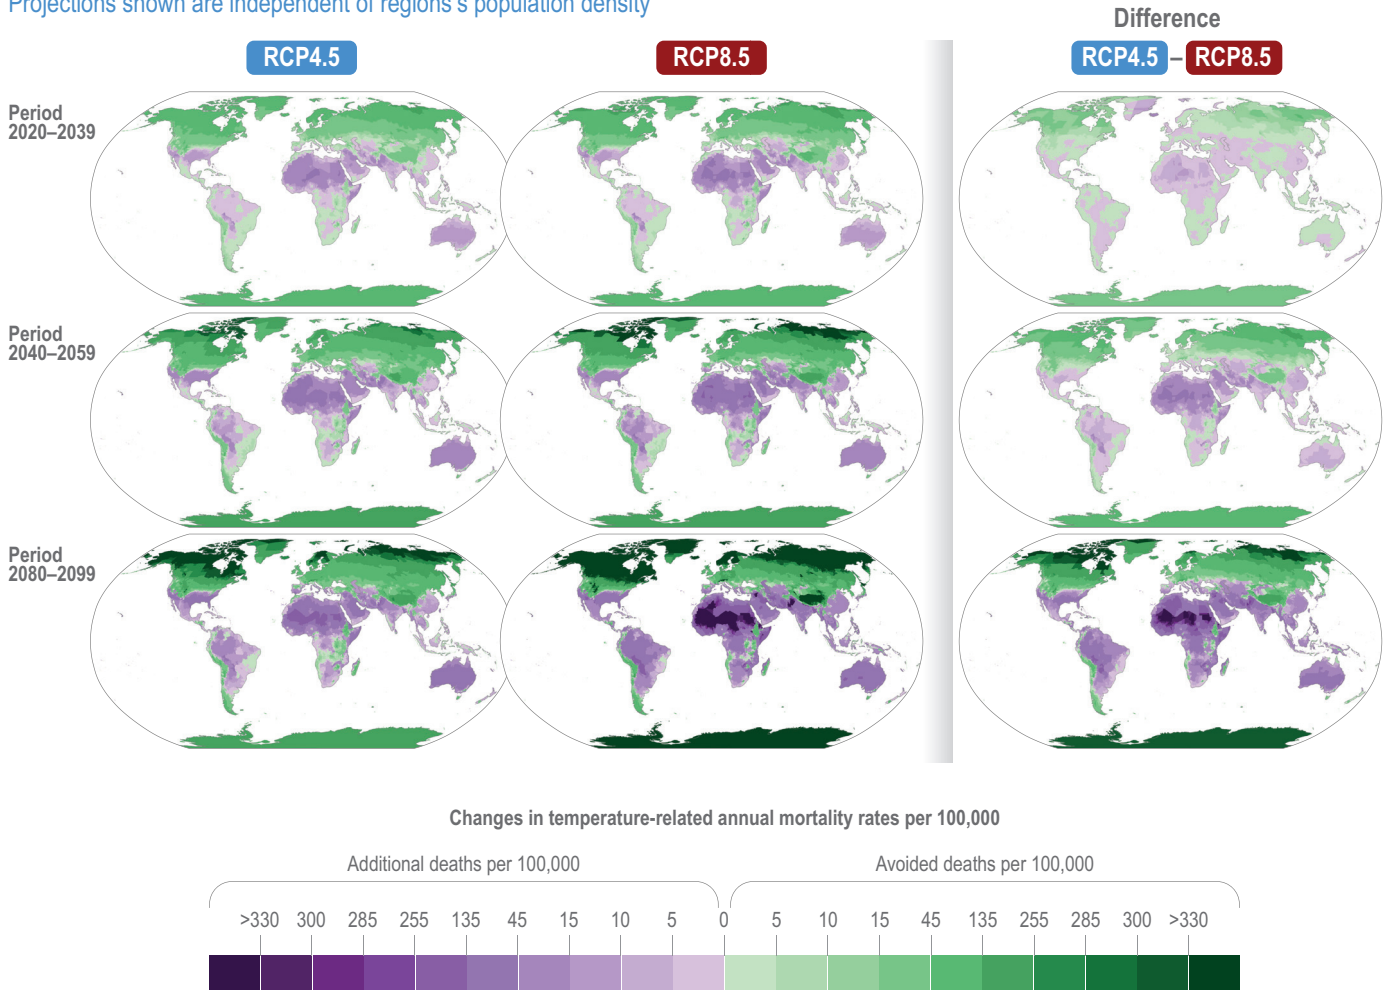 Projections shown are independent of regions's population density
Difference
RCP4.5
RCP8.5
RCP4.5 – RCP8.5
Period
2020–2039
Period
2040–2059
Period
2080–2099
Changes in temperature-related annual mortality rates per 100,000
Additional deaths per 100,000
Avoided deaths per 100,000
>330 300 285 255 135 45 15 10 5 0 5 10 15 45 135 255 285 300 >330